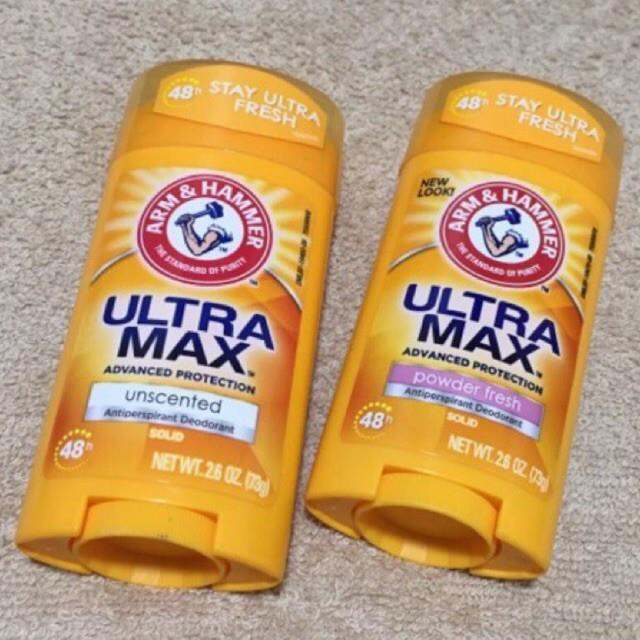 48h STAY ULTRA
FRESH
ARM & HAMMER
THE STANDARD OF PURITY
ULTRA
MAX™
ADVANCED PROTECTION
unscented
Antiperspirant Deodorant
SOLID
48h
NET WT. 2.6 OZ. (73g)
48h STAY ULTRA
FRESH
NEW
LOOK!
ARM & HAMMER
THE STANDARD OF PURITY
ULTRA
MAX™
ADVANCED PROTECTION
powder fresh
Antiperspirant Deodorant
SOLID
48h
NET WT. 2.6 OZ. (73g)